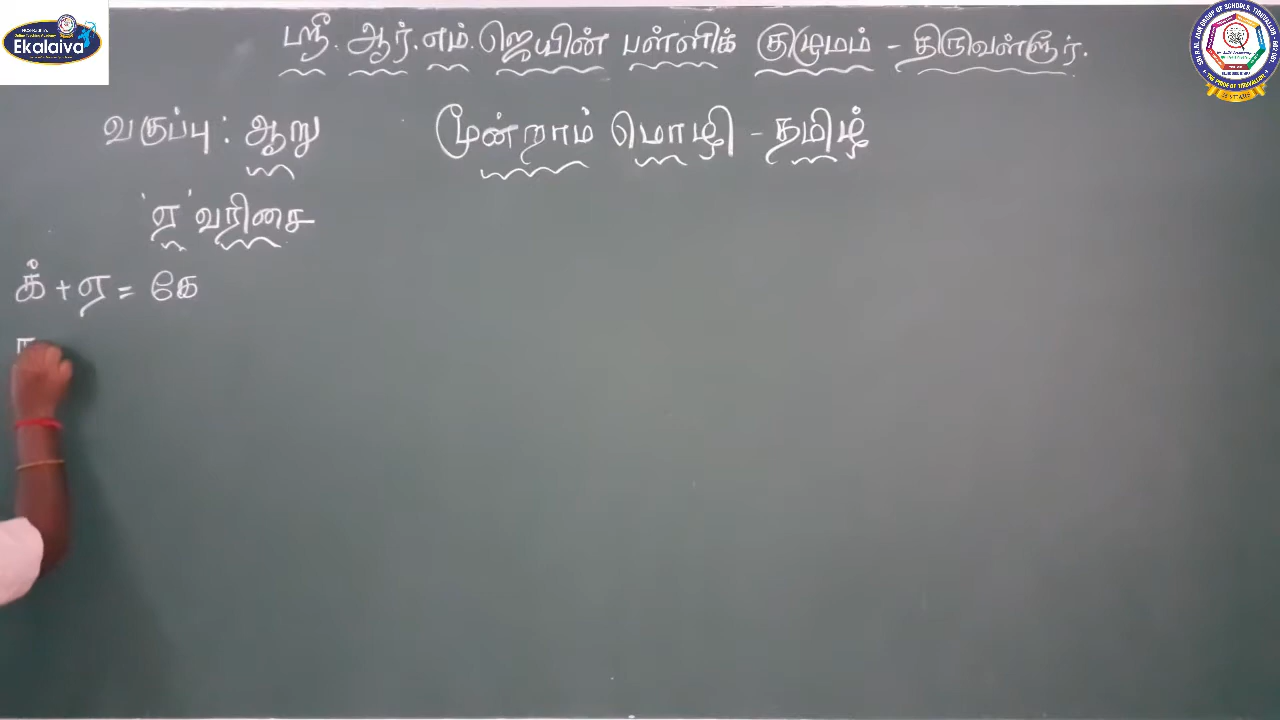 Ekalaiva
ஸ்ரீ. ஆர்.எம்.ஜெயின் பள்ளிக் குழுமம் - திருவள்ளூர்.
வகுப்பு : ஆறு
மூன்றாம் மொழி - தமிழ்
'ஏ' வரிசை
க் + ஏ = கே